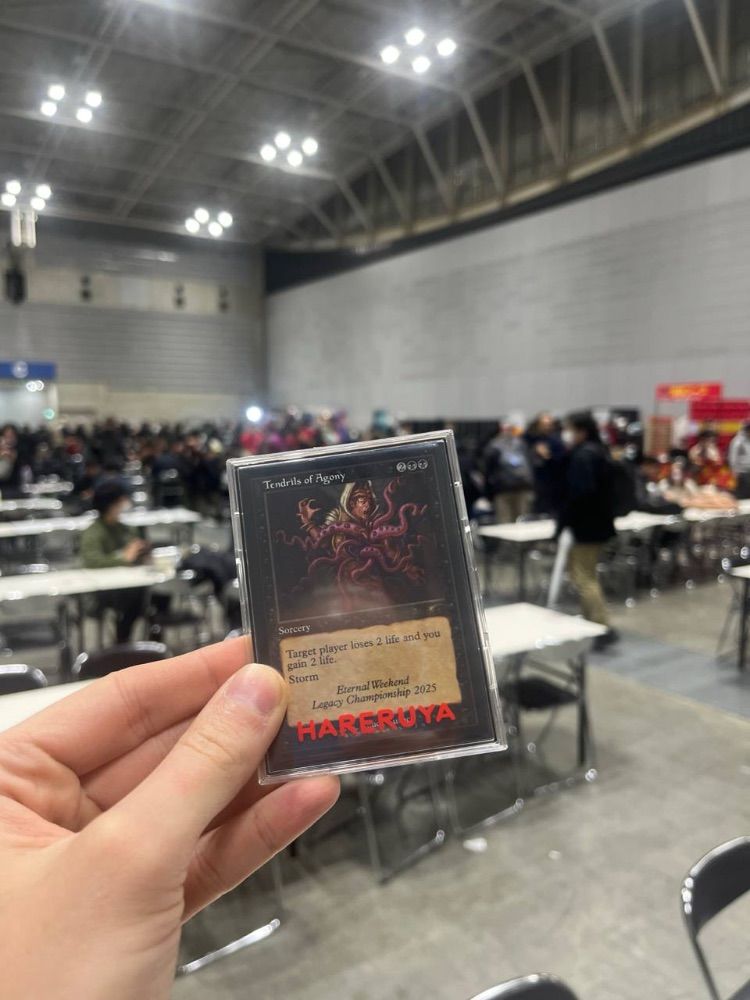 Tendrils of Agony
2
Sorcery
Target player loses 2 life and you
gain 2 life.
Storm
Eternal Weekend
Legacy Championship 2025
HARERUYA